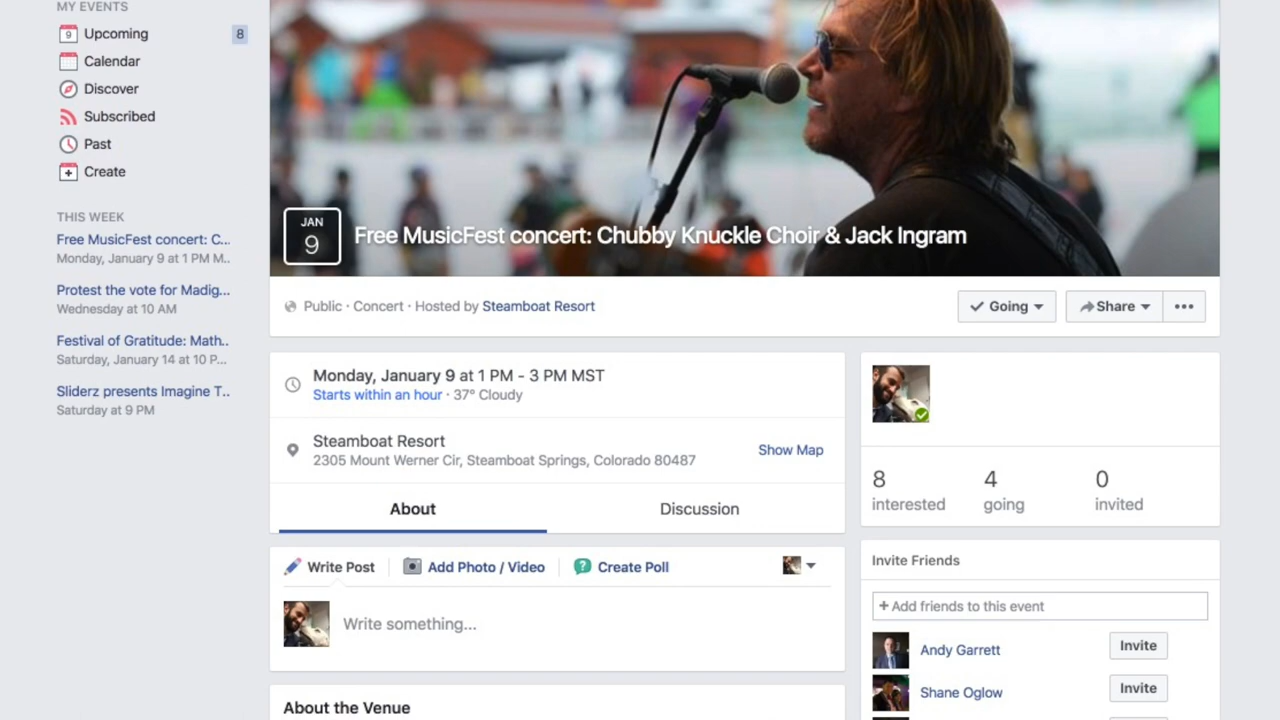 MY EVENTS
9 Upcoming 8
Calendar
Discover
Subscribed
Past
Create
THIS WEEK
Free MusicFest concert: C...
Monday, January 9 at 1 PM M..
Protest the vote for Madig...
Wednesday at 10 AM
Festival of Gratitude: Math..
Saturday, January 14 at 10 P...
Sliderz presents Imagine T..
Saturday at 9 PM
JAN
9
Free MusicFest concert: Chubby Knuckle Choir & Jack Ingram
Public · Concert · Hosted by Steamboat Resort
Going
Share
Monday, January 9 at 1 PM - 3 PM MST
Starts within an hour · 37° Cloudy
Steamboat Resort
2305 Mount Werner Cir, Steamboat Springs, Colorado 80487
Show Map
About
Discussion
Write Post
Add Photo / Video
Create Poll
Write something...
About the Venue
8 interested
4 going
0 invited
Invite Friends
+ Add friends to this event
Andy Garrett Invite
Shane Oglow Invite